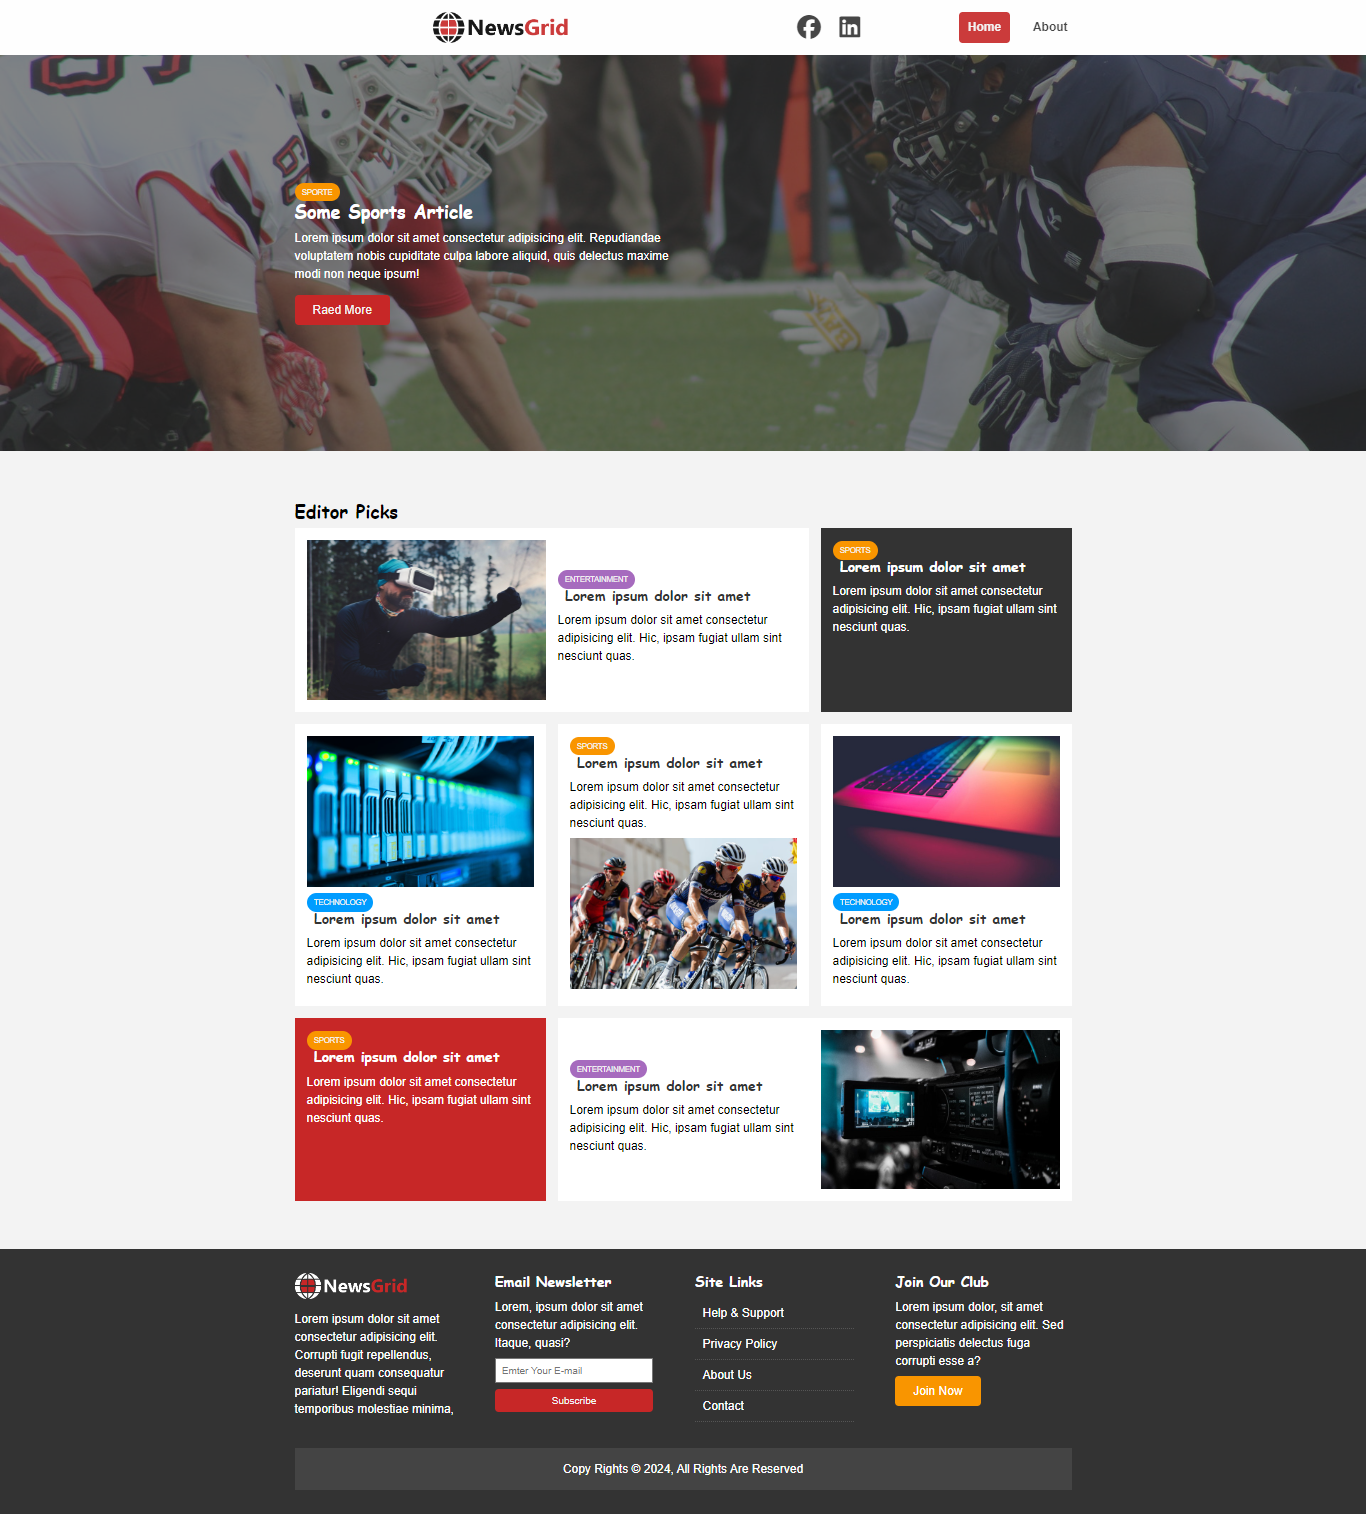 NewsGrid
Home
About
SPORTE
Some Sports Article
Lorem ipsum dolor sit amet consectetur adipisicing elit. Repudiandae
voluptatem nobis cupiditate culpa labore aliquid, quis delectus maxime
modi non neque ipsum!
Raed More
Editor Picks
ENTERTAINMENT
Lorem ipsum dolor sit amet
Lorem ipsum dolor sit amet consectetur
adipisicing elit. Hic, ipsam fugiat ullam sint
nesciunt quas.
SPORTS
Lorem ipsum dolor sit amet
Lorem ipsum dolor sit amet consectetur
adipisicing elit. Hic, ipsam fugiat ullam sint
nesciunt quas.
TECHNOLOGY
Lorem ipsum dolor sit amet
Lorem ipsum dolor sit amet consectetur
adipisicing elit. Hic, ipsam fugiat ullam sint
nesciunt quas.
SPORTS
Lorem ipsum dolor sit amet
Lorem ipsum dolor sit amet consectetur
adipisicing elit. Hic, ipsam fugiat ullam sint
nesciunt quas.
TECHNOLOGY
Lorem ipsum dolor sit amet
Lorem ipsum dolor sit amet consectetur
adipisicing elit. Hic, ipsam fugiat ullam sint
nesciunt quas.
SPORTS
Lorem ipsum dolor sit amet
Lorem ipsum dolor sit amet consectetur
adipisicing elit. Hic, ipsam fugiat ullam sint
nesciunt quas.
ENTERTAINMENT
Lorem ipsum dolor sit amet
Lorem ipsum dolor sit amet consectetur
adipisicing elit. Hic, ipsam fugiat ullam sint
nesciunt quas.
NewsGrid
Lorem ipsum dolor sit amet
consectetur adipisicing elit.
Corrupti fugit repellendus,
deserunt quam consequatur
pariatur! Eligendi sequi
temporibus molestiae minima,
Email Newsletter
Lorem, ipsum dolor sit amet
consectetur adipisicing elit.
Itaque, quasi?
Enter Your E-mail
Subscribe
Site Links
Help & Support
Privacy Policy
About Us
Contact
Join Our Club
Lorem ipsum dolor, sit amet
consectetur adipisicing elit. Sed
perspiciatis delectus fuga
corrupti esse a?
Join Now
Copy Rights © 2024, All Rights Are Reserved